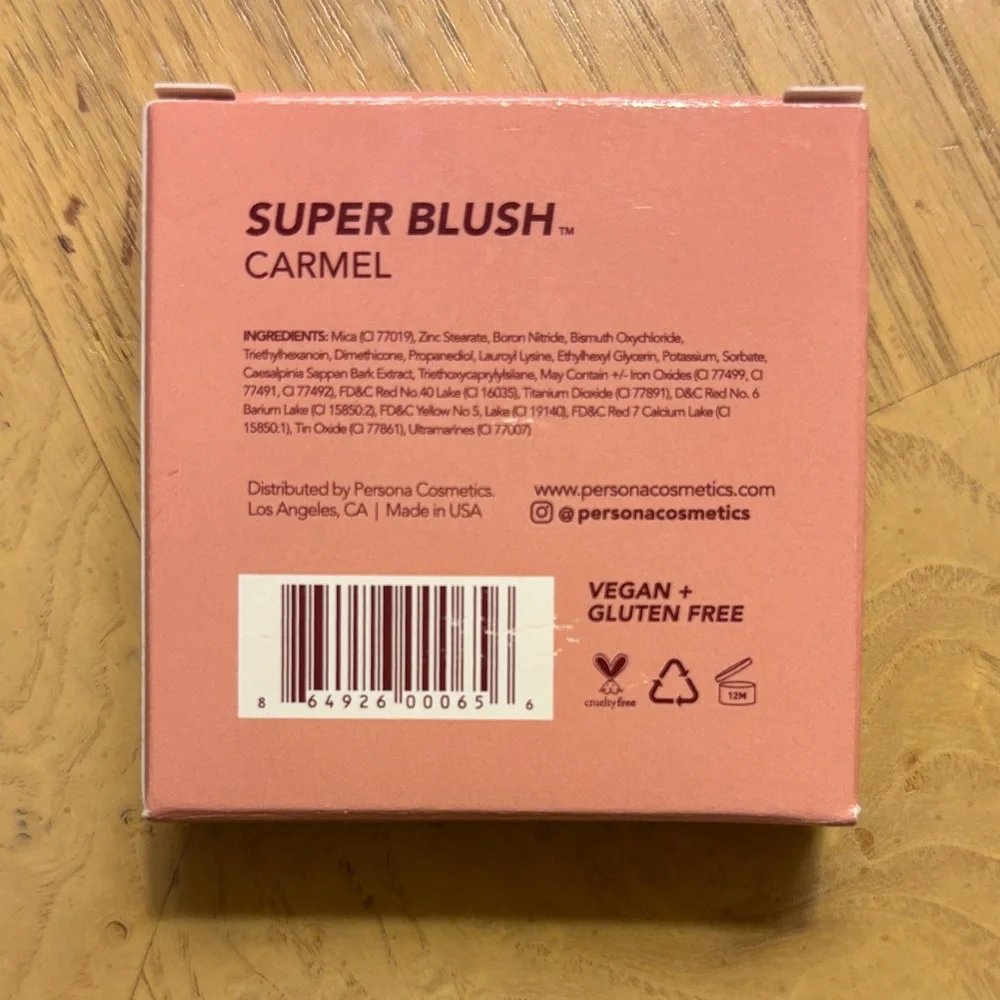 SUPER BLUSH™
CARMEL
INGREDIENTS: Mica (CI 77019), Zinc Stearate, Boron Nitride, Bismuth Oxychloride,
Triethylhexanoin, Dimethicone, Propanediol, Lauroyl Lysine, Ethylhexyl Glycerin, Potassium, Sorbate,
Caesalpinia Sappan Bark Extract, Triethoxycaprylylsilane, May Contain +/- Iron Oxides (CI 77499, CI
77491, CI 77492), FD&C Red No.40 Lake (CI 16035), Titanium Dioxide (CI 77891), D&C Red No. 6
Barium Lake (CI 15850:2), FD&C Yellow No 5, Lake (CI 19140), FD&C Red 7 Calcium Lake (CI
15850:1), Tin Oxide (CI 77861), Ultramarines (CI 77007)
Distributed by Persona Cosmetics.
Los Angeles, CA | Made in USA
www.personacosmetics.com
@personacosmetics
8 64926 00065 6
VEGAN +
GLUTEN FREE
cruelty free
12M